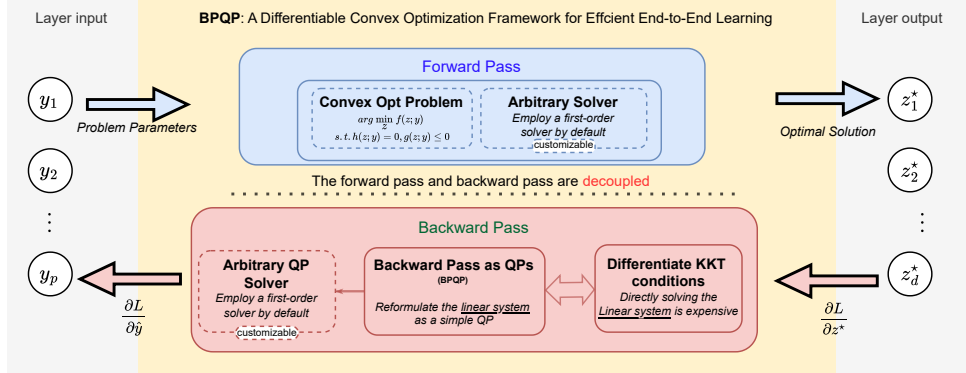 Layer input
BPQP: A Differentiable Convex Optimization Framework for Effcient End-to-End Learning
Layer output
Forward Pass
Convex Opt Problem
arg min f(z; y)
z
s. t. h(z; y) = 0, g(z; y) ≤ 0
Arbitrary Solver
Employ a first-order
solver by default
customizable
y₁
y₂
⋮
yₚ
Problem Parameters
Optimal Solution
z₁⋆
z₂⋆
⋮
z_d⋆
The forward pass and backward pass are decoupled
Backward Pass
Arbitrary QP
Solver
Employ a first-order
solver by default
customizable
Backward Pass as QPs
(BPQP)
Reformulate the linear system
as a simple QP
Differentiate KKT
conditions
Directly solving the
Linear system is expensive
∂L
∂ŷ
∂L
∂z⋆